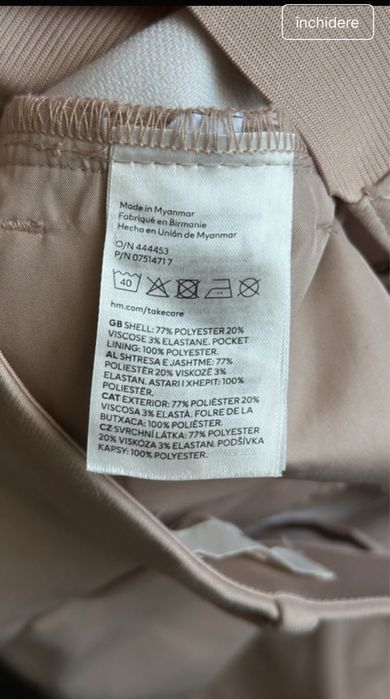 închidere
Made in Myanmar
Fabriqué en Birmanie
Hecho en Unión de Myanmar
O/N 444453
P/N 07514717
40
hm.com/takecare
GB SHELL: 77% POLYESTER 20%
VISCOSE 3% ELASTANE. POCKET
LINING: 100% POLYESTER.
AL SHTRESA E JASHTME: 77%
POLIESTËR 20% VISKOZË 3%
ELASTAN. ASTARI I XHEPIT: 100%
POLIESTËR.
CAT EXTERIOR: 77% POLIÈSTER 20%
VISCOSA 3% ELASTÀ. FOLRE DE LA
BUTXACA: 100% POLIÈSTER.
CZ SVRCHNÍ LÁTKA: 77% POLYESTER
20% VISKÓZA 3% ELASTAN. PODŠÍVKA
KAPSY: 100% POLYESTER.